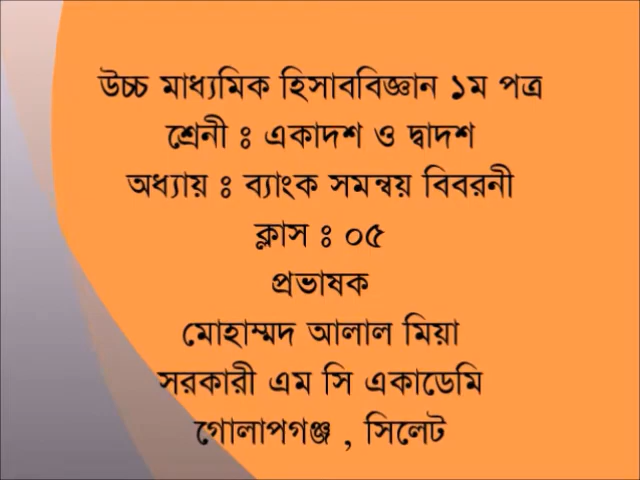 উচ্চ মাধ্যমিক হিসাববিজ্ঞান ১ম পত্র
শ্রেনী ঃ একাদশ ও দ্বাদশ
অধ্যায় ঃ ব্যাংক সমন্বয় বিবরনী
ক্লাস ঃ ০৫
প্রভাষক
মোহাম্মদ আলাল মিয়া
সরকারী এম সি একাডেমি
গোলাপগঞ্জ , সিলেট